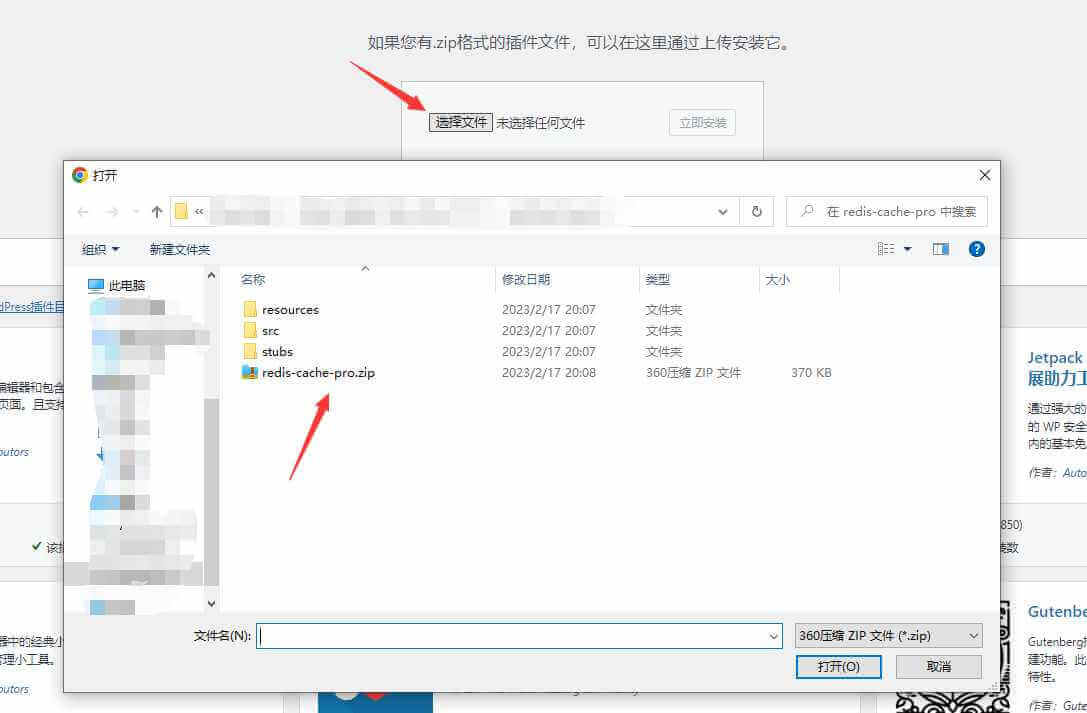 如果您有.zip格式的插件文件，可以在这里通过上传安装它。
选择文件 未选择任何文件 立即安装
打开
« 在 redis-cache-pro 中搜索
组织 新建文件夹
名称 修改日期 类型 大小
此电脑
resources 2023/2/17 20:07 文件夹
src 2023/2/17 20:07 文件夹
stubs 2023/2/17 20:07 文件夹
redis-cache-pro.zip 2023/2/17 20:08 360压缩 ZIP 文件 370 KB
文件名(N): 360压缩 ZIP 文件 (*.zip)
打开(O) 取消
dPress插件目
编辑器和包含
页面。且支持
butors
该
器中的经典小
管理小工具。
butors
Jetpack
展助力工
通过强大的
的 WP 安全
内的基本免
作者：Auto
850)
装数
Gutenbe
Gutenberg
建功能。此
特性。
作者：Gute